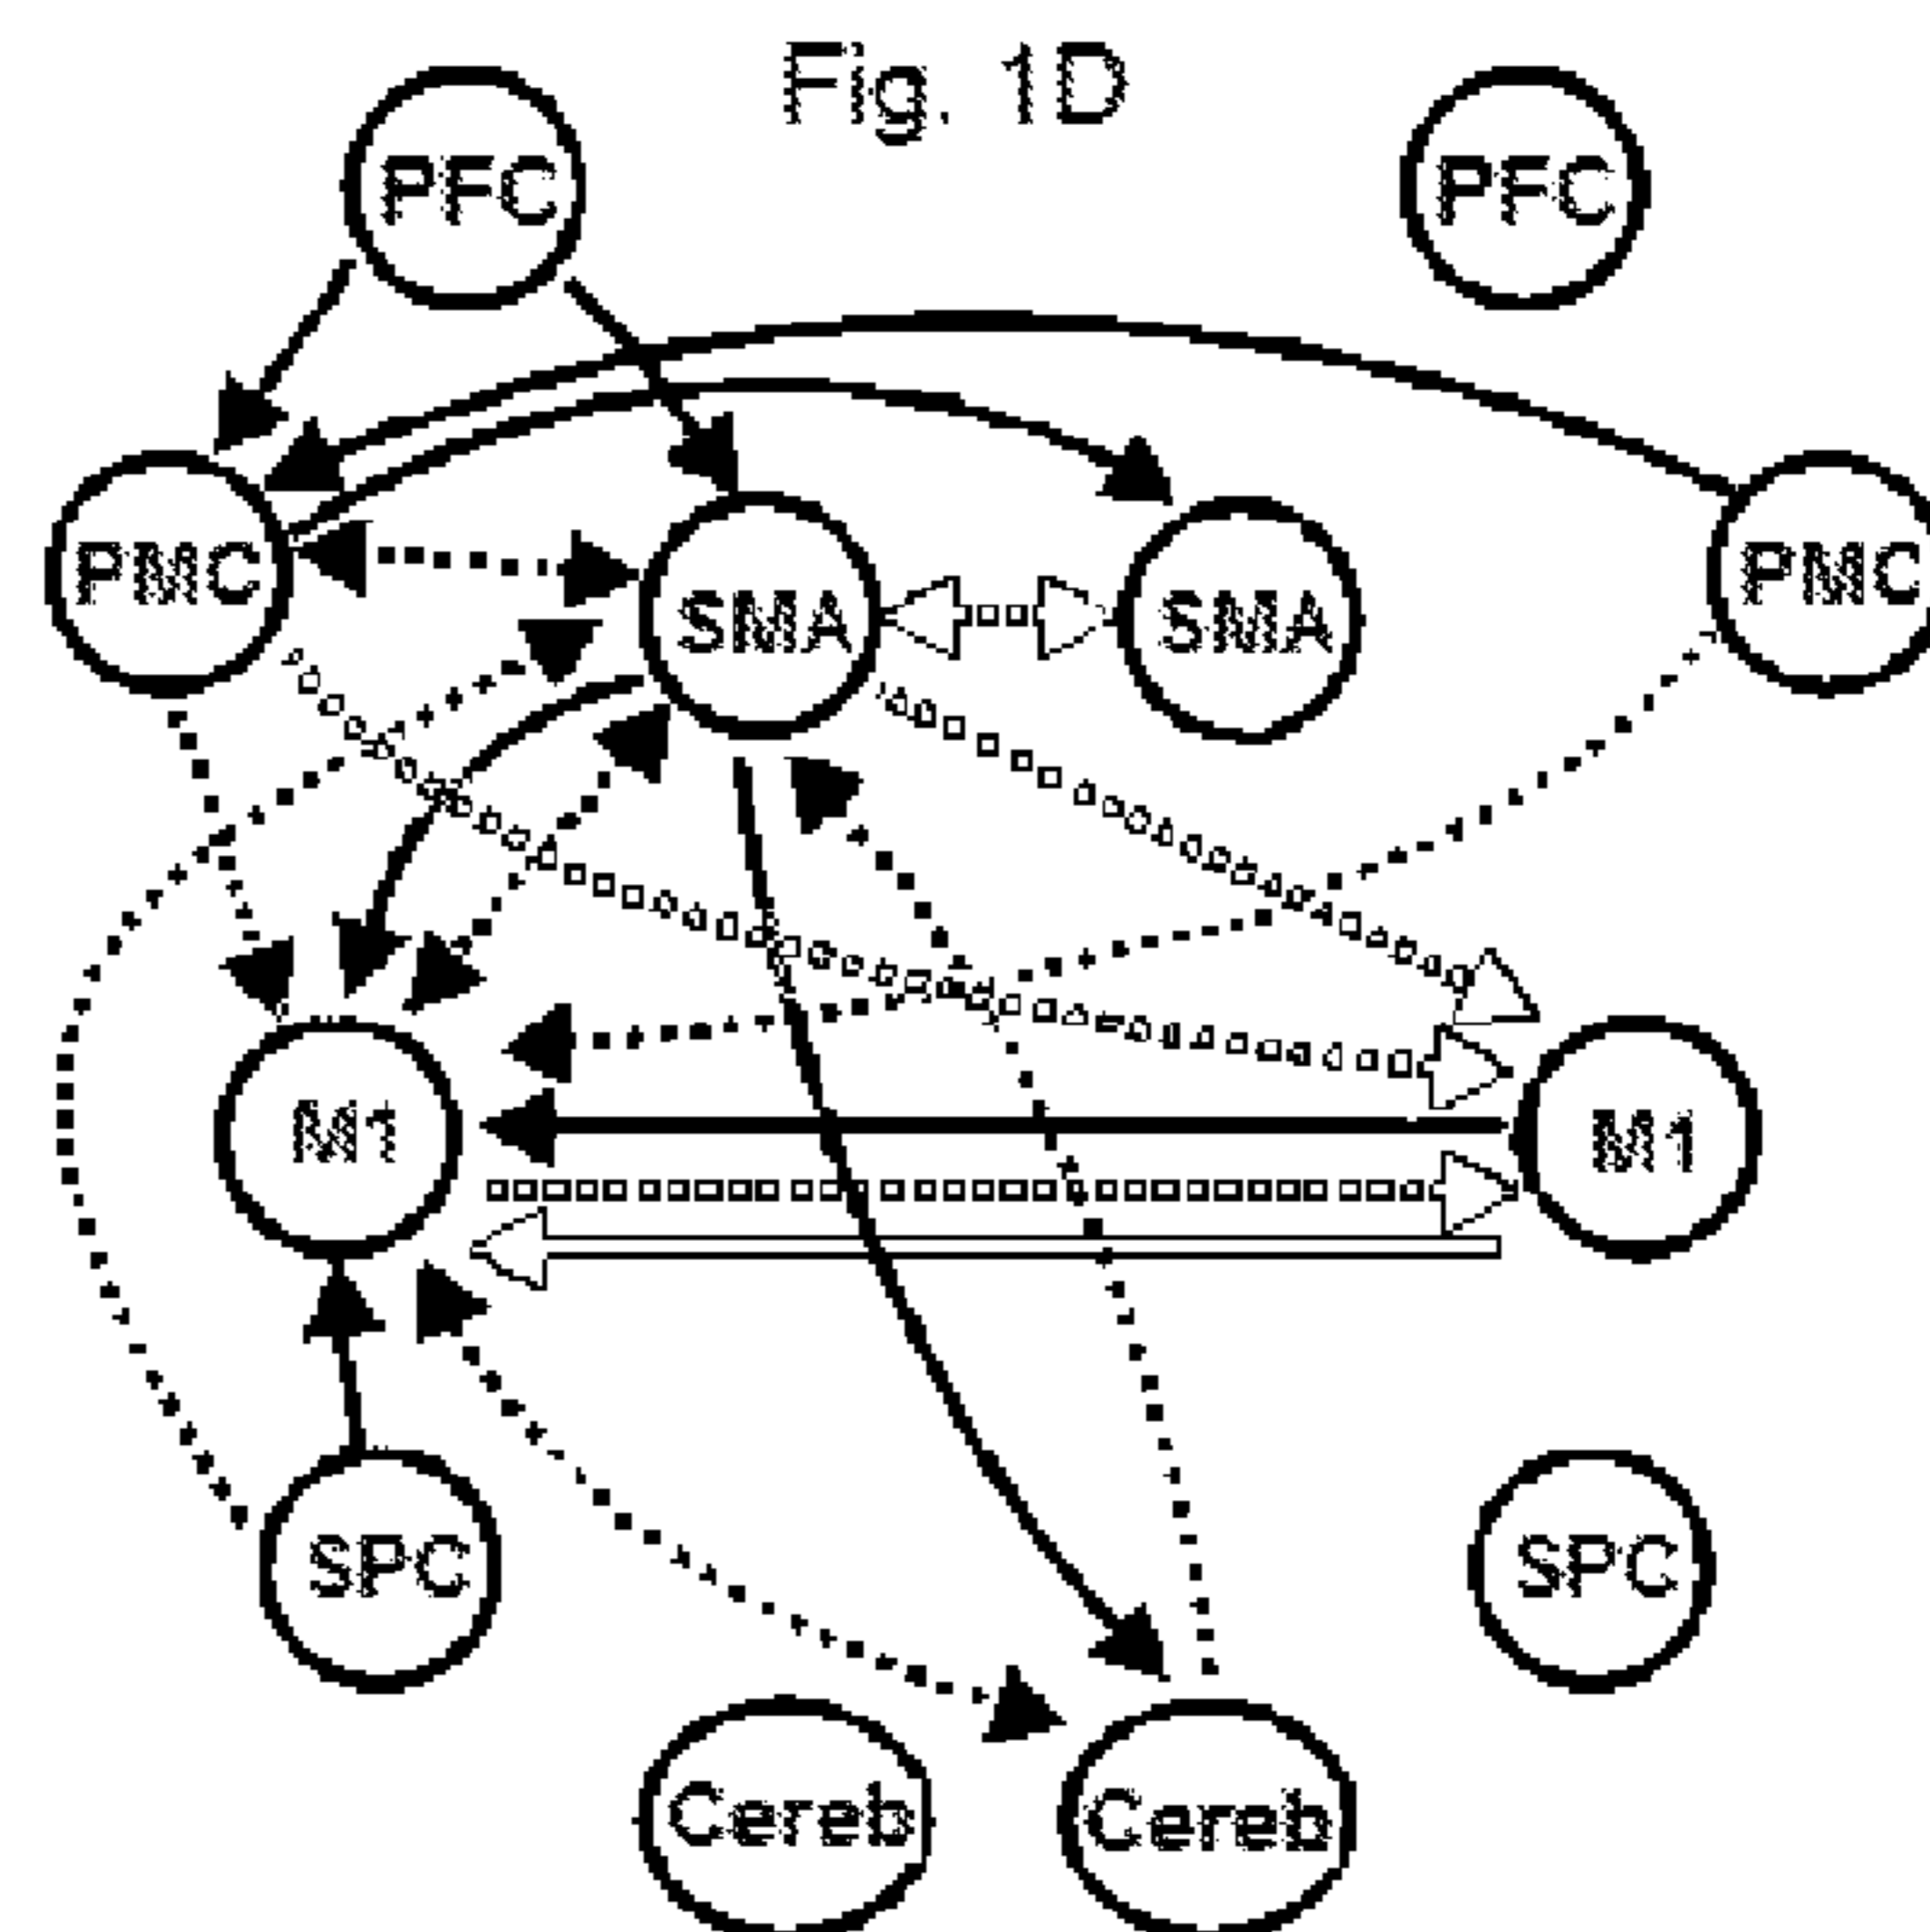 Fig. 1D
PFC PFC
PMC SMA SMA PMC
M1 M1
SPC SPC
Cereb Cereb